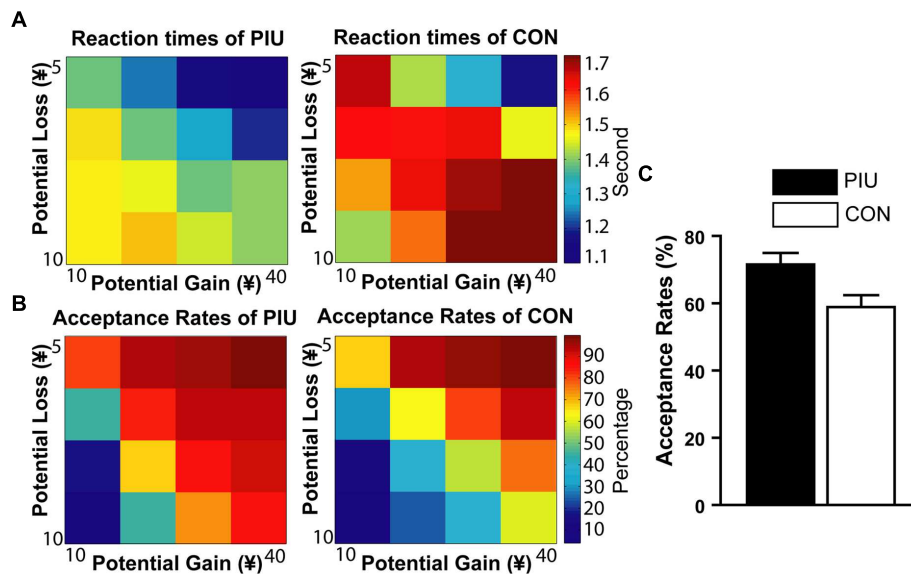 A
Reaction times of PIU
Reaction times of CON
Potential Loss (¥)
5
10
10
Potential Gain (¥)
40
Potential Loss (¥)
5
10
10
Potential Gain (¥)
40
1.7
1.6
1.5
1.4
1.3
1.2
1.1
Second
B
Acceptance Rates of PIU
Acceptance Rates of CON
Potential Loss (¥)
5
10
10
Potential Gain (¥)
40
Potential Loss (¥)
5
10
10
Potential Gain (¥)
40
90
80
70
60
50
40
30
20
10
Percentage
C
PIU
CON
Acceptance Rates (%)
80
60
40
20
0